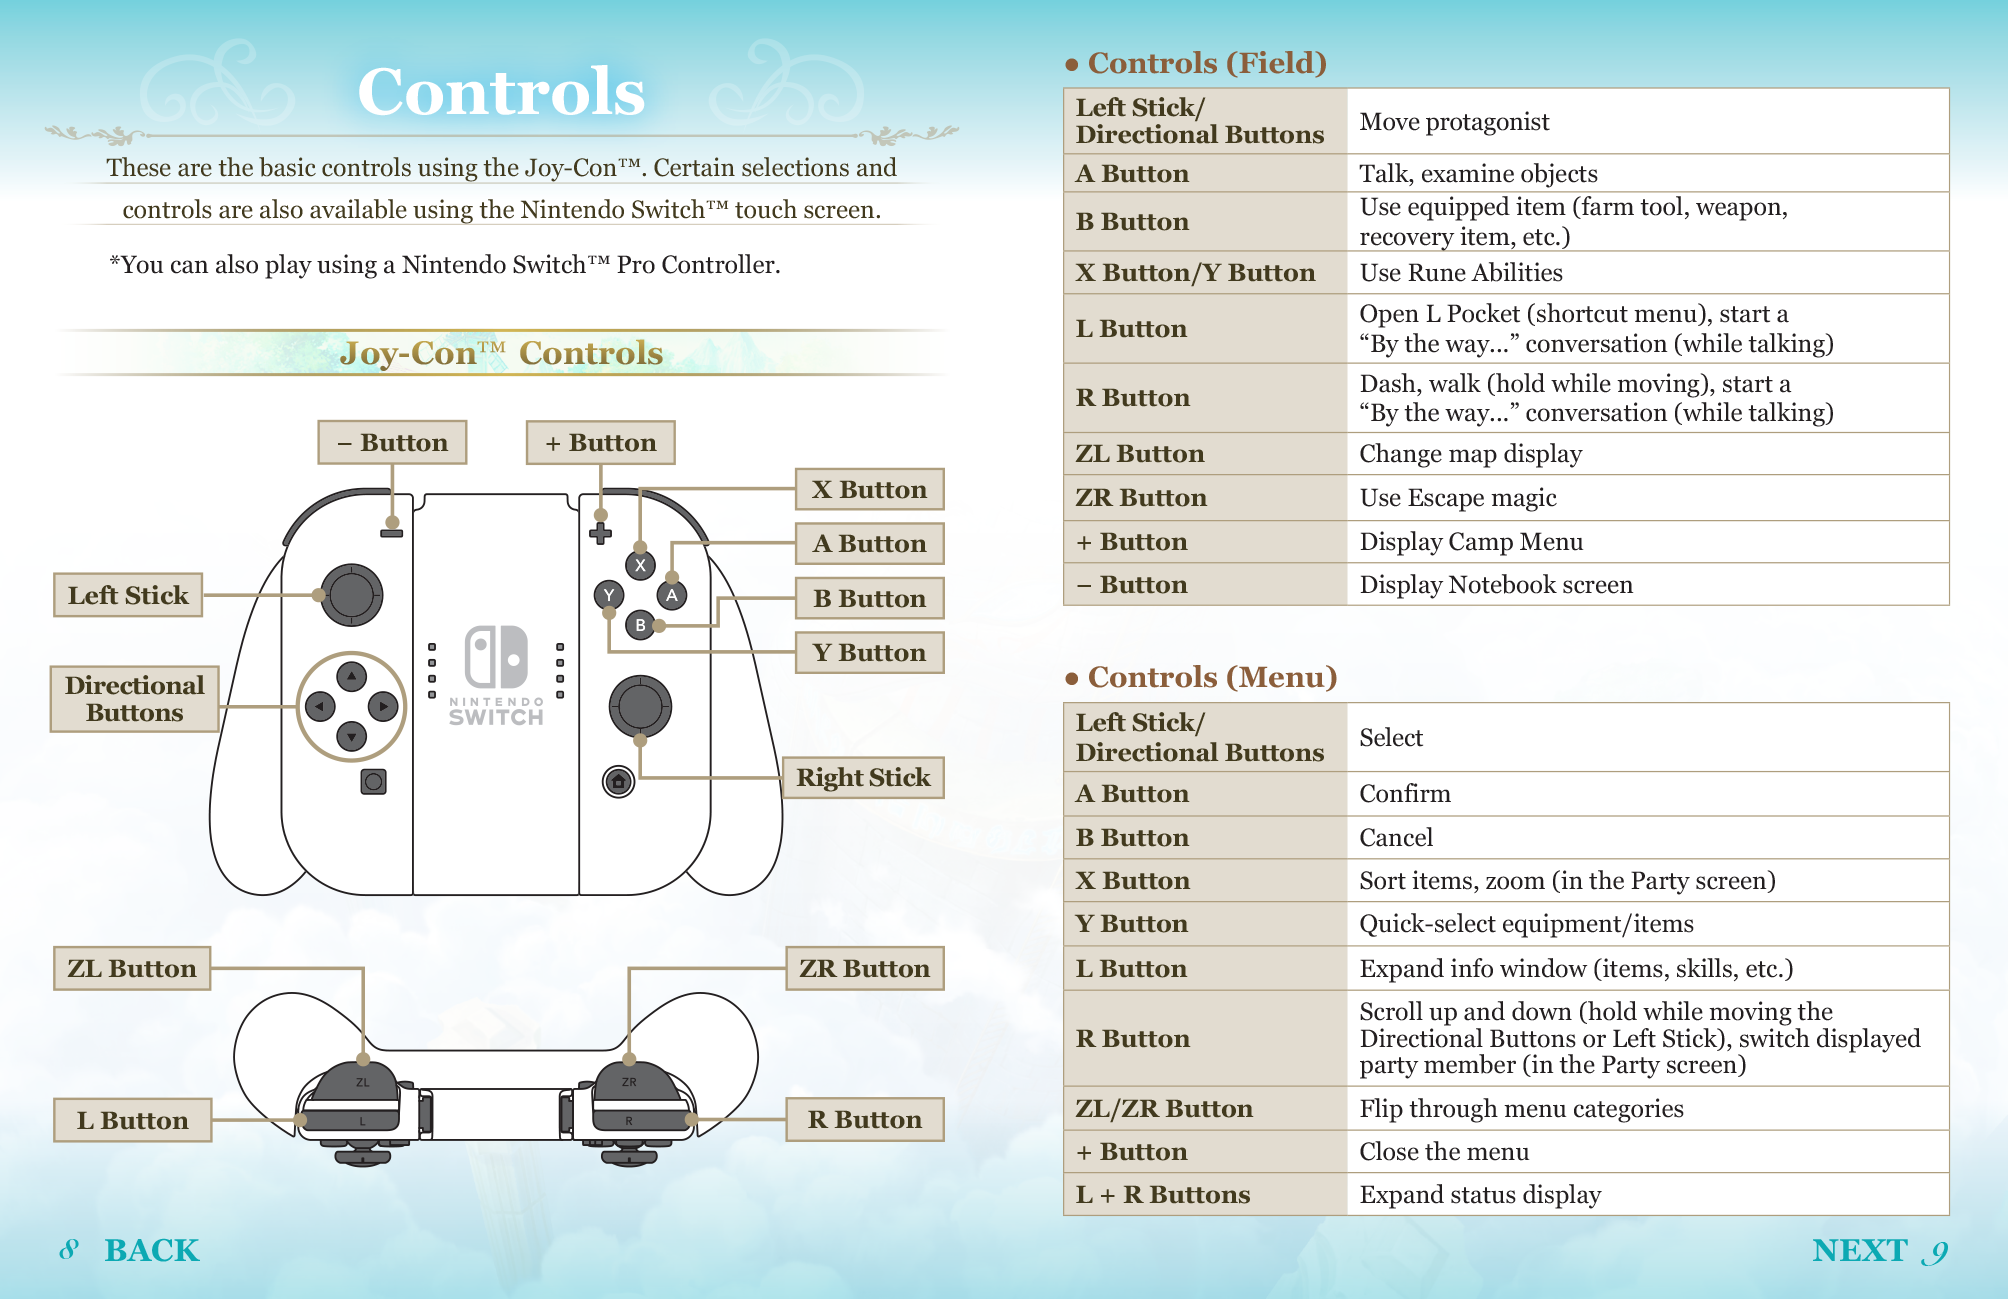 Controls
These are the basic controls using the Joy-Con™. Certain selections and
controls are also available using the Nintendo Switch™ touch screen.
*You can also play using a Nintendo Switch™ Pro Controller.
Joy-Con™ Controls
− Button
+ Button
X Button
A Button
B Button
Y Button
Left Stick
Directional
Buttons
Right Stick
X
Y
A
B
NINTENDO
SWITCH
ZL Button
ZR Button
L Button
R Button
ZL
L
ZR
R
8 BACK
● Controls (Field)
Left Stick/
Directional Buttons
Move protagonist
A Button
Talk, examine objects
B Button
Use equipped item (farm tool, weapon,
recovery item, etc.)
X Button/Y Button
Use Rune Abilities
L Button
Open L Pocket (shortcut menu), start a
“By the way...” conversation (while talking)
R Button
Dash, walk (hold while moving), start a
“By the way...” conversation (while talking)
ZL Button
Change map display
ZR Button
Use Escape magic
+ Button
Display Camp Menu
− Button
Display Notebook screen
● Controls (Menu)
Left Stick/
Directional Buttons
Select
A Button
Confirm
B Button
Cancel
X Button
Sort items, zoom (in the Party screen)
Y Button
Quick-select equipment/items
L Button
Expand info window (items, skills, etc.)
R Button
Scroll up and down (hold while moving the
Directional Buttons or Left Stick), switch displayed
party member (in the Party screen)
ZL/ZR Button
Flip through menu categories
+ Button
Close the menu
L + R Buttons
Expand status display
NEXT 9